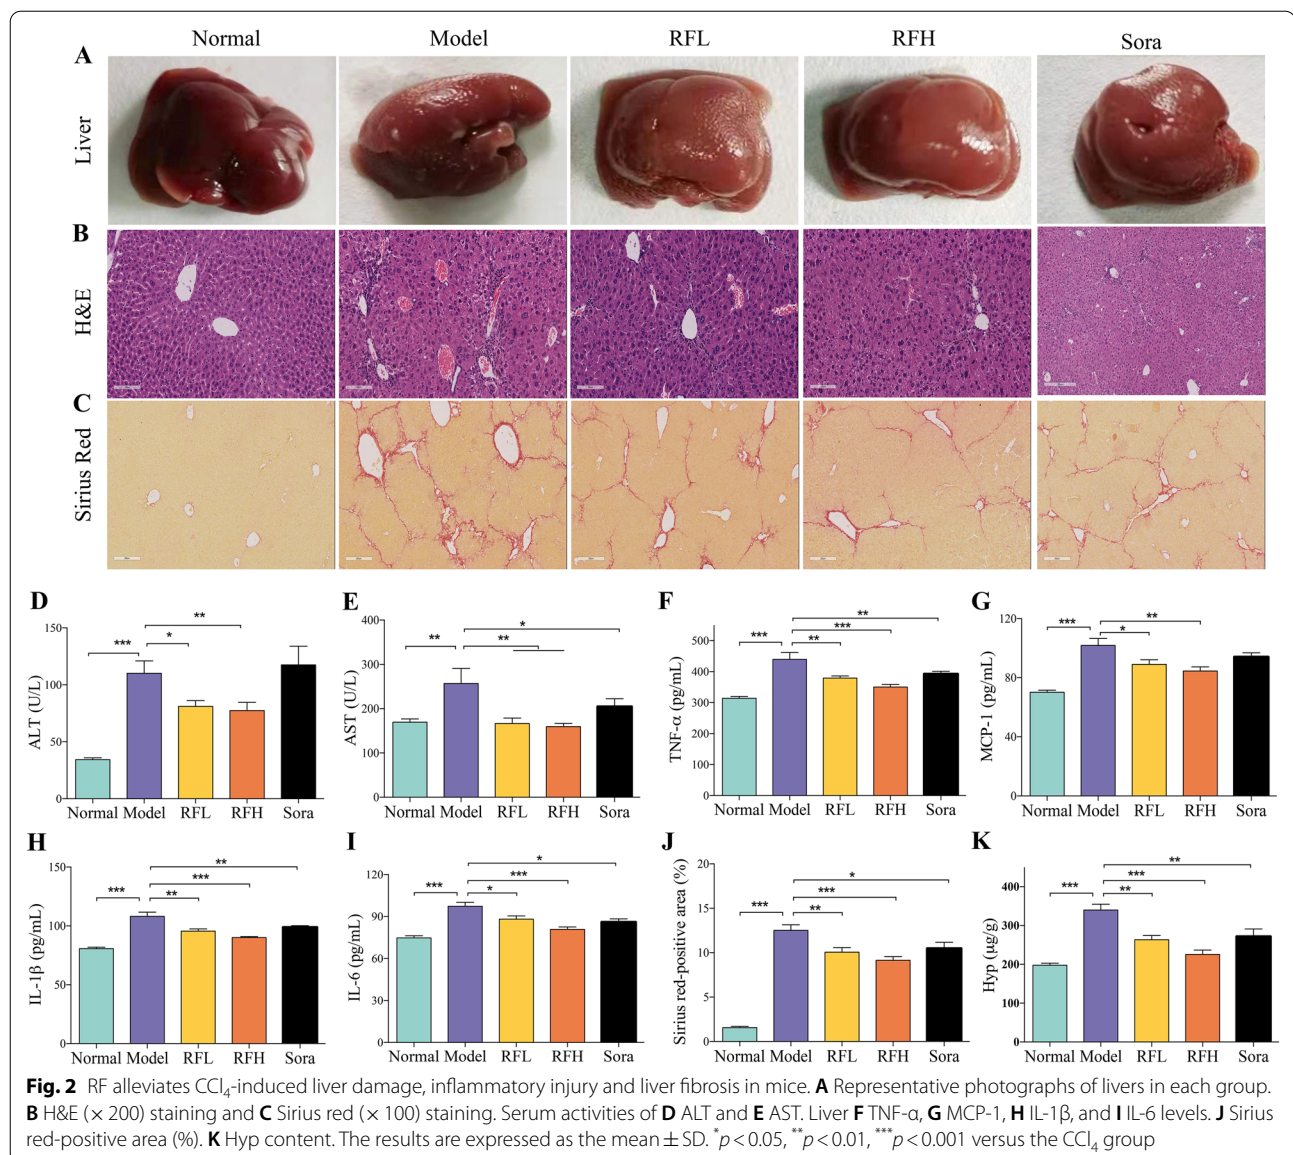 Normal Model RFL RFH Sora
A
Liver
B
H&E
C
Sirius Red
D
ALT (U/L)
150
100
50
0
***
*
**
Normal Model RFL RFH Sora
E
AST (U/L)
400
300
200
100
0
**
**
*
Normal Model RFL RFH Sora
F
TNF-α (pg/mL)
500
400
300
200
100
0
***
**
***
**
Normal Model RFL RFH Sora
G
MCP-1 (pg/mL)
120
80
40
0
***
*
**
Normal Model RFL RFH Sora
H
IL-1β (pg/mL)
150
100
50
0
***
**
***
**
Normal Model RFL RFH Sora
I
IL-6 (pg/mL)
120
90
60
30
0
***
*
***
*
Normal Model RFL RFH Sora
J
Sirius red-positive area (%)
20
15
10
5
0
***
**
***
*
Normal Model RFL RFH Sora
K
Hyp (μg/g)
400
300
200
100
0
***
**
***
**
Normal Model RFL RFH Sora
Fig. 2 RF alleviates CCl4-induced liver damage, inflammatory injury and liver fibrosis in mice. A Representative photographs of livers in each group.
B H&E (× 200) staining and C Sirius red (× 100) staining. Serum activities of D ALT and E AST. Liver F TNF-α, G MCP-1, H IL-1β, and I IL-6 levels. J Sirius
red-positive area (%). K Hyp content. The results are expressed as the mean ± SD. *p < 0.05, **p < 0.01, ***p < 0.001 versus the CCl4 group